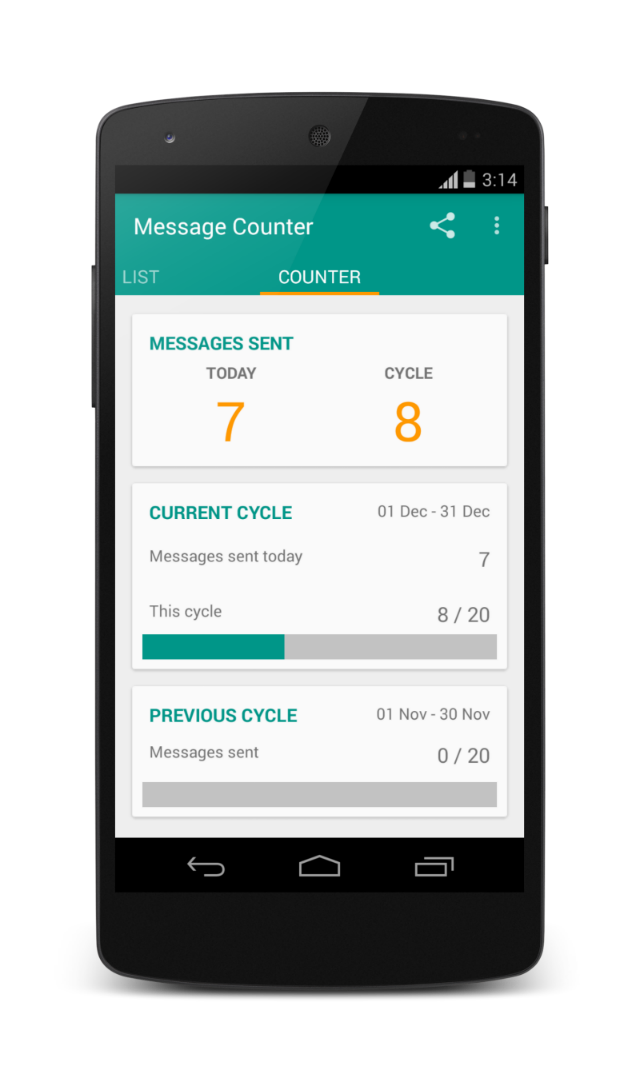 3:14
Message Counter
LIST COUNTER
MESSAGES SENT
TODAY CYCLE
7 8
CURRENT CYCLE 01 Dec - 31 Dec
Messages sent today 7
This cycle 8 / 20
PREVIOUS CYCLE 01 Nov - 30 Nov
Messages sent 0 / 20